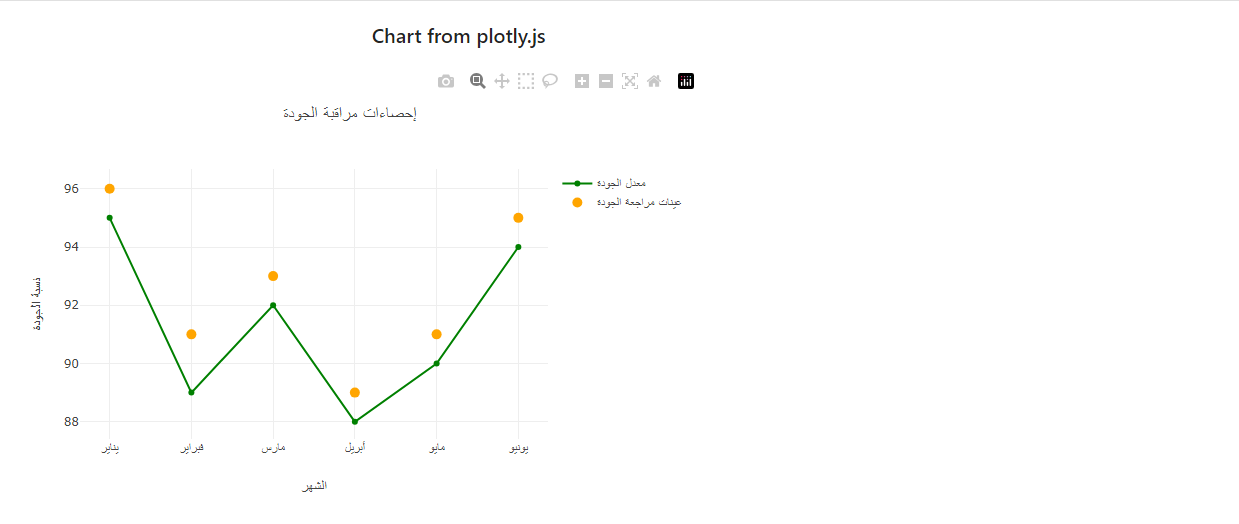 Chart from plotly.js
إحصاءات مراقبة الجودة
معدل الجودة
عينات مراجعة الجودة
96
94
92
90
88
نسبة الجودة
يناير
فبراير
مارس
أبريل
مايو
يونيو
الشهر